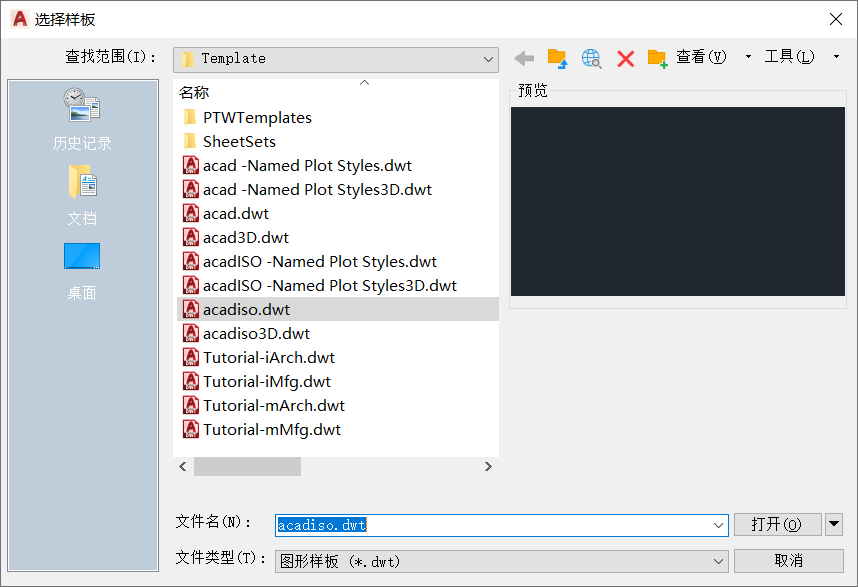 选择样板
查找范围(I)：
Template
查看(V)
工具(L)
历史记录
文档
桌面
名称
PTWTemplates
SheetSets
acad -Named Plot Styles.dwt
acad -Named Plot Styles3D.dwt
acad.dwt
acad3D.dwt
acadISO -Named Plot Styles.dwt
acadISO -Named Plot Styles3D.dwt
acadiso.dwt
acadiso3D.dwt
Tutorial-iArch.dwt
Tutorial-iMfg.dwt
Tutorial-mArch.dwt
Tutorial-mMfg.dwt
预览
文件名(N)：
acadiso.dwt
打开(O)
文件类型(T)：
图形样板 (*.dwt)
取消